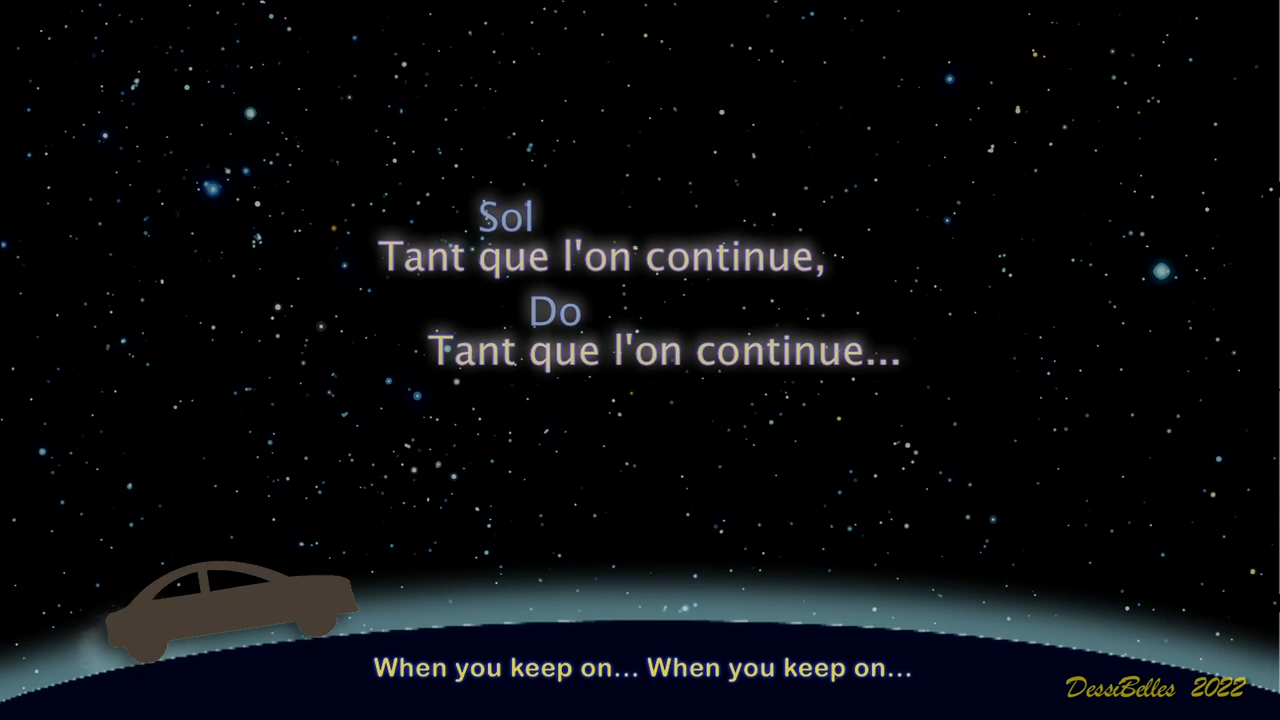 Sol
Tant que l'on continue,
Do
Tant que l'on continue...
When you keep on... When you keep on...
DessiBelles 2022